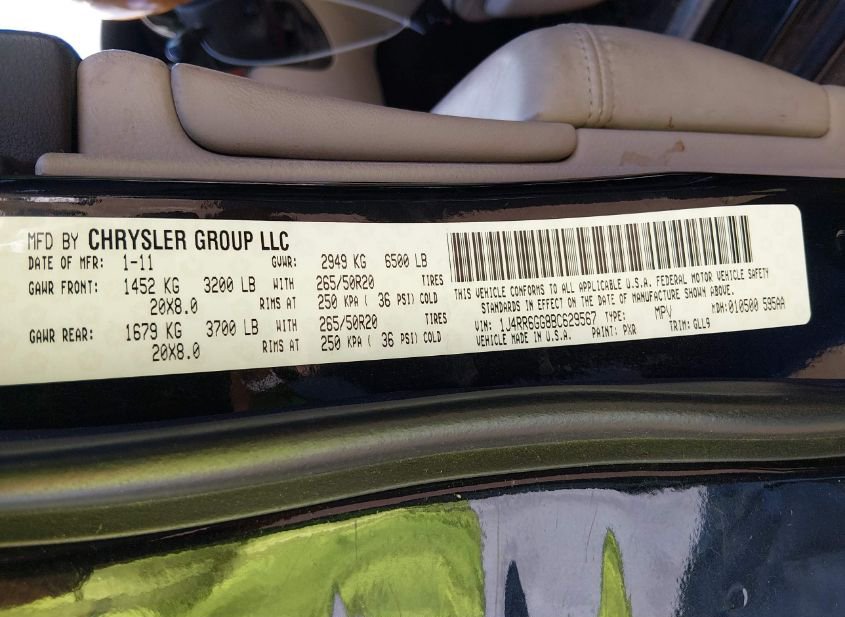 MFD BY CHRYSLER GROUP LLC
DATE OF MFR: 1-11 GVWR: 2949 KG 6500 LB
GAWR FRONT: 1452 KG 3200 LB WITH 265/50R20 TIRES
20X8.0 RIMS AT 250 KPA ( 36 PSI) COLD
GAWR REAR: 1679 KG 3700 LB WITH 265/50R20 TIRES
20X8.0 RIMS AT 250 KPA ( 36 PSI) COLD
THIS VEHICLE CONFORMS TO ALL APPLICABLE U.S.A. FEDERAL MOTOR VEHICLE SAFETY
STANDARDS IN EFFECT ON THE DATE OF MANUFACTURE SHOWN ABOVE.
VIN: 1J4RR6GG8BC629567 TYPE: MPV MDH: 010500 595AA
VEHICLE MADE IN U.S.A. PAINT: PXR TRIM: GLL9